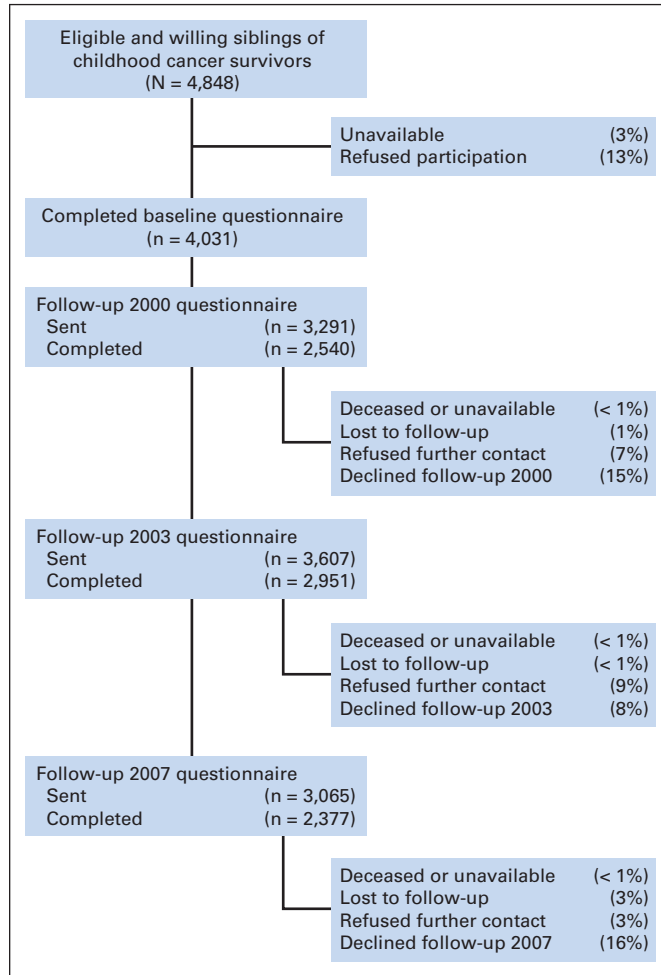 Eligible and willing siblings of
childhood cancer survivors
(N = 4,848)
Unavailable (3%)
Refused participation (13%)
Completed baseline questionnaire
(n = 4,031)
Follow-up 2000 questionnaire
Sent (n = 3,291)
Completed (n = 2,540)
Deceased or unavailable (< 1%)
Lost to follow-up (1%)
Refused further contact (7%)
Declined follow-up 2000 (15%)
Follow-up 2003 questionnaire
Sent (n = 3,607)
Completed (n = 2,951)
Deceased or unavailable (< 1%)
Lost to follow-up (< 1%)
Refused further contact (9%)
Declined follow-up 2003 (8%)
Follow-up 2007 questionnaire
Sent (n = 3,065)
Completed (n = 2,377)
Deceased or unavailable (< 1%)
Lost to follow-up (3%)
Refused further contact (3%)
Declined follow-up 2007 (16%)